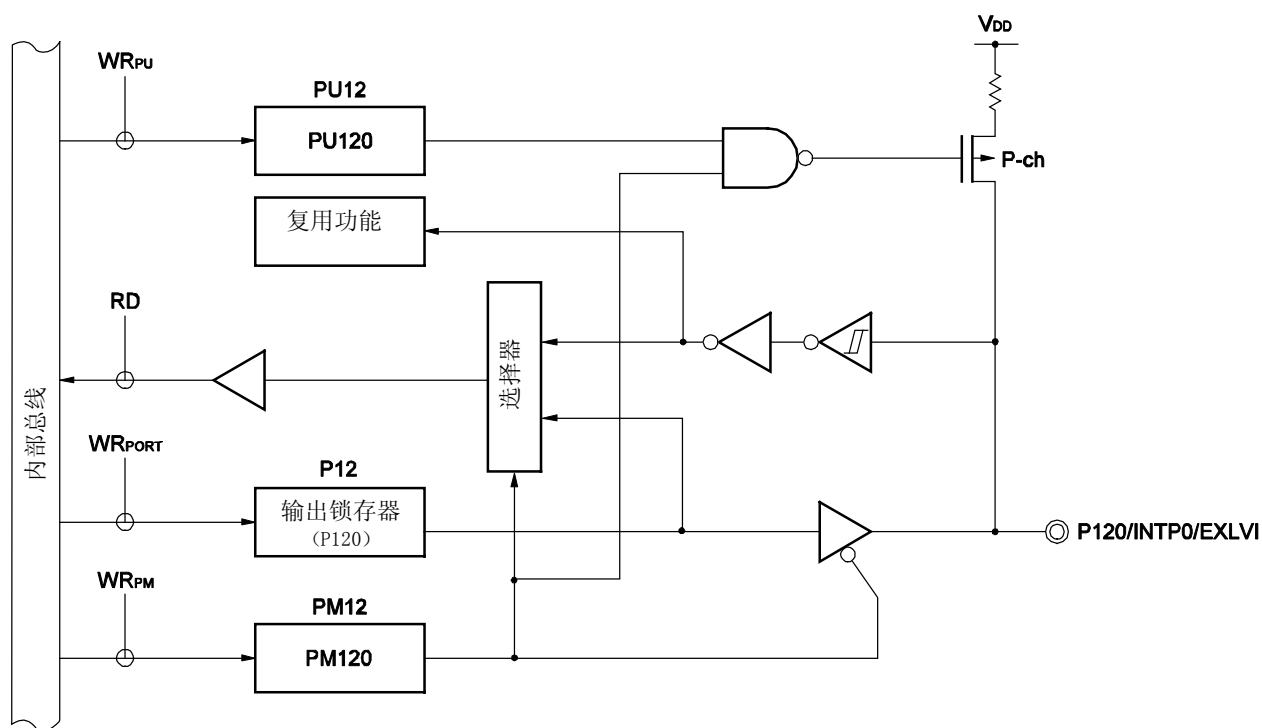 VDD
WRPU
PU12
PU120
P-ch
复用功能
RD
选择器
内部总线
WRPORT
P12
输出锁存器
（P120）
P120/INTP0/EXLVI
WRPM
PM12
PM120